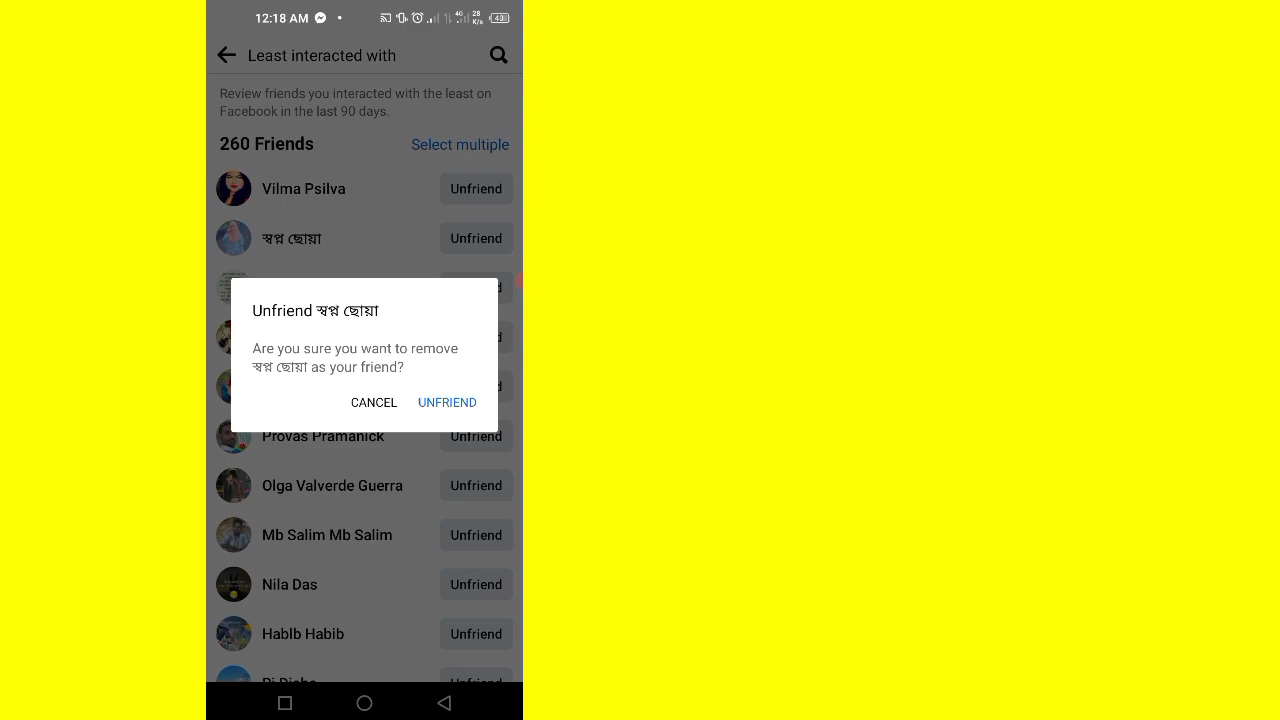 12:18 AM 4G 28 K/s 40
Least interacted with
Review friends you interacted with the least on
Facebook in the last 90 days.
260 Friends Select multiple
Vilma Psilva Unfriend
স্বপ্ন ছোয়া Unfriend
Unfriend স্বপ্ন ছোয়া
Are you sure you want to remove
স্বপ্ন ছোয়া as your friend?
CANCEL UNFRIEND
Provas Pramanick Unfriend
Olga Valverde Guerra Unfriend
Mb Salim Mb Salim Unfriend
Nila Das Unfriend
Hablb Habib Unfriend